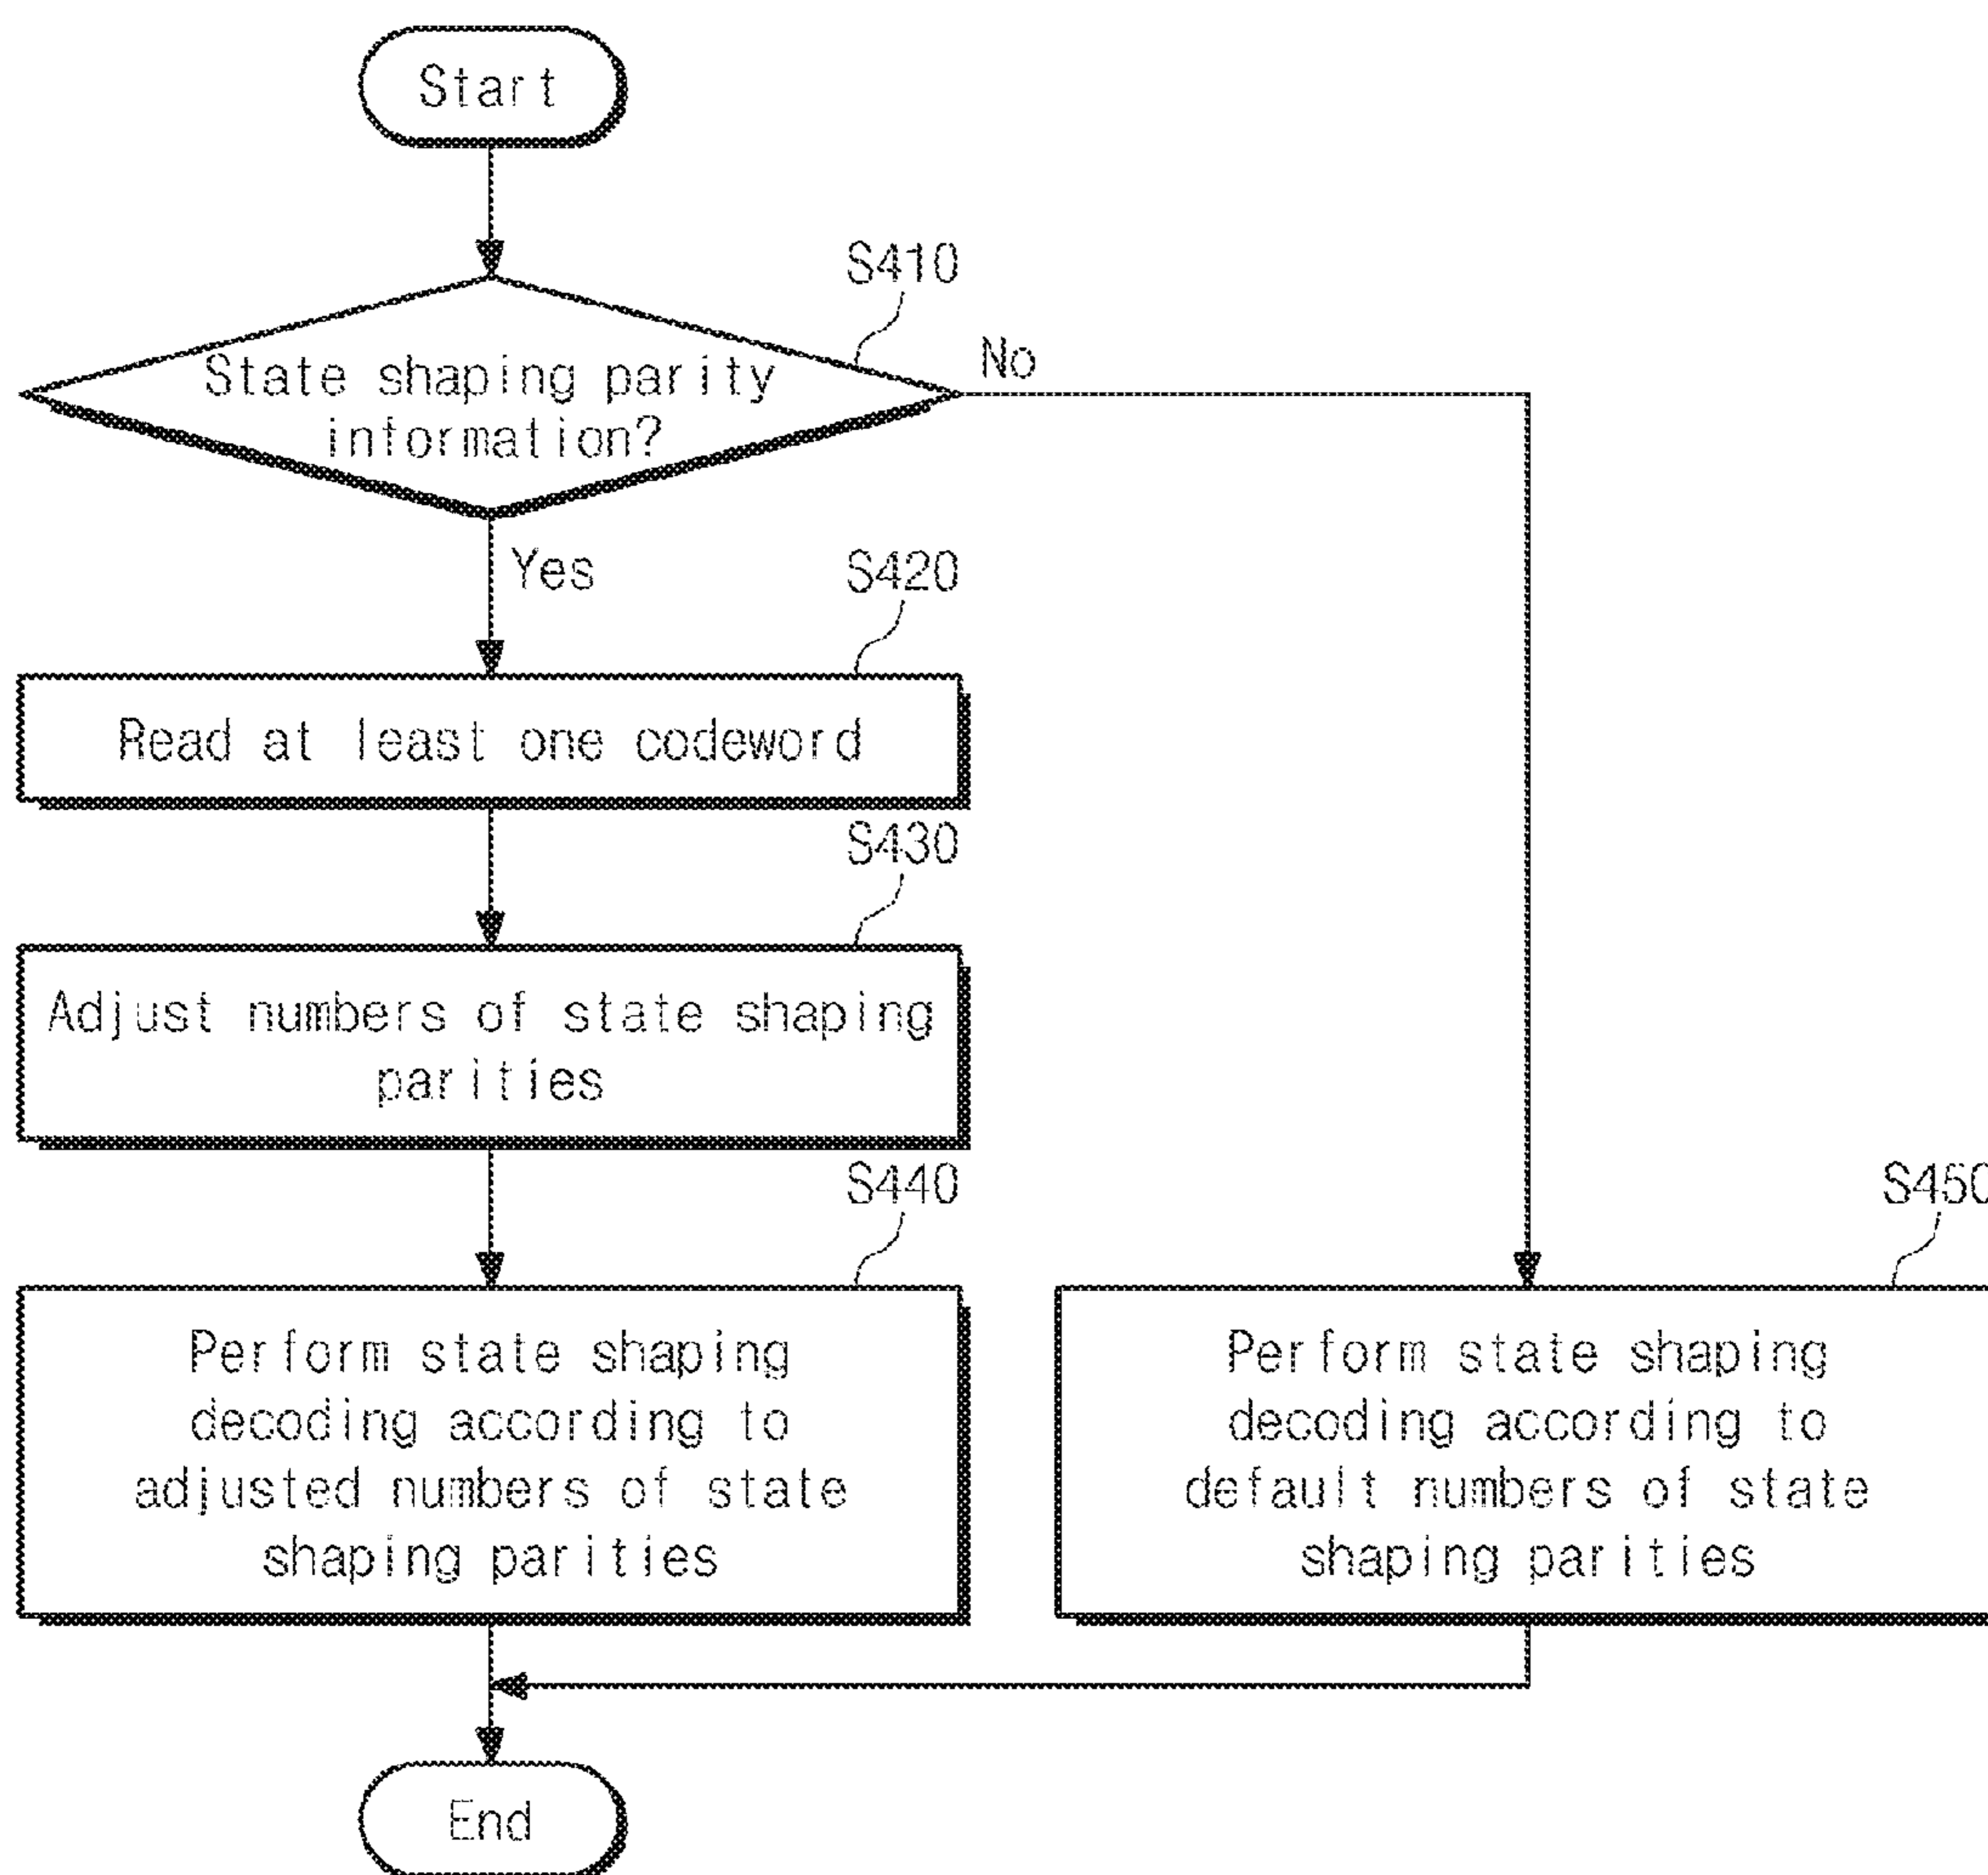 Start
S410
State shaping parity
information?
No
Yes
S420
Read at least one codeword
S430
Adjust numbers of state shaping
parities
S440
Perform state shaping
decoding according to
adjusted numbers of state
shaping parities
S450
Perform state shaping
decoding according to
default numbers of state
shaping parities
End